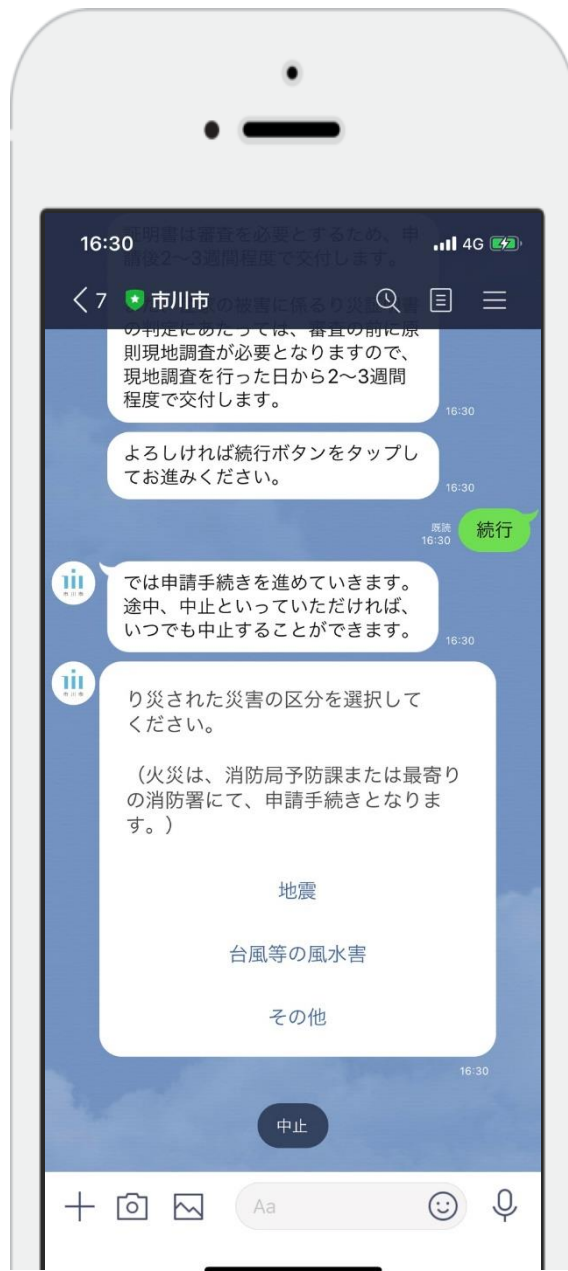 16:30
4G
証明書は審査を必要とするため、申
請後2〜3週間程度で交付します。
7 市川市
の判定にあたっては、審査の前に原
則現地調査が必要となりますので、
現地調査を行った日から2〜3週間
程度で交付します。
16:30
よろしければ続行ボタンをタップし
てお進みください。
16:30
既読
16:30
続行
市川市
では申請手続きを進めていきます。
途中、中止といっていただければ、
いつでも中止することができます。
16:30
市川市
り災された災害の区分を選択して
ください。
（火災は、消防局予防課または最寄り
の消防署にて、申請手続きとなりま
す。）
地震
台風等の風水害
その他
16:30
中止
Aa